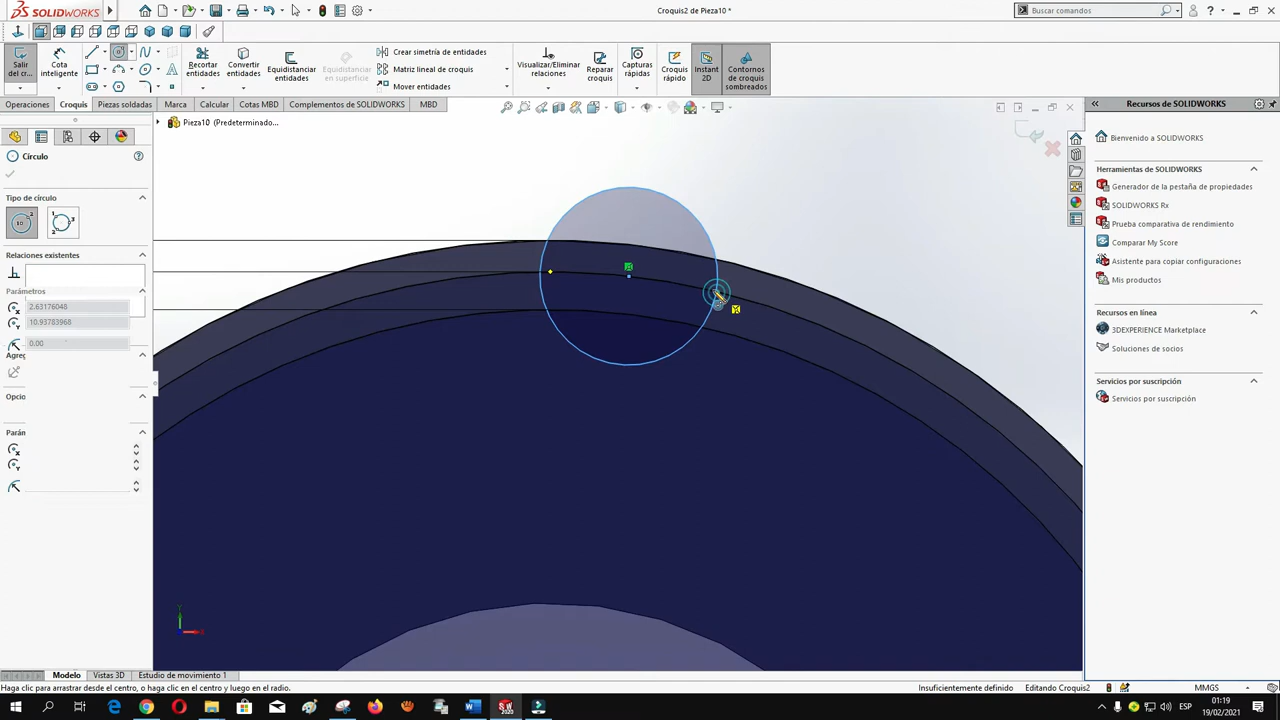 SOLIDWORKS
Croquis2 de Pieza10 *
Buscar comandos
Salir del cr...
Cota inteligente
Recortar entidades
Convertir entidades
Equidistanciar entidades
Equidistanciar en superficie
Crear simetría de entidades
Matriz lineal de croquis
Mover entidades
Visualizar/Eliminar relaciones
Reparar croquis
Capturas rápidas
Croquis rápido
Instant 2D
Contornos de croquis sombreados
Operaciones
Croquis
Piezas soldadas
Marca
Calcular
Cotas MBD
Complementos de SOLIDWORKS
MBD
Recursos de SOLIDWORKS
Pieza10 (Predeterminado...
Círculo
Tipo de círculo
Relaciones existentes
Parámetros
2.63176048
10.93783968
0.00
Agreg
Opcio
Parán
Bienvenido a SOLIDWORKS
Herramientas de SOLIDWORKS
Generador de la pestaña de propiedades
SOLIDWORKS Rx
Prueba comparativa de rendimiento
Comparar My Score
Asistente para copiar configuraciones
Mis productos
Recursos en línea
3DEXPERIENCE Marketplace
Soluciones de socios
Servicios por suscripción
Servicios por suscripción
Modelo
Vistas 3D
Estudio de movimiento 1
Haga clic para arrastrar desde el centro, o haga clic en el centro y luego en el radio.
Insuficientemente definido
Editando Croquis2
MMGS
ESP
01:19
19/02/2021